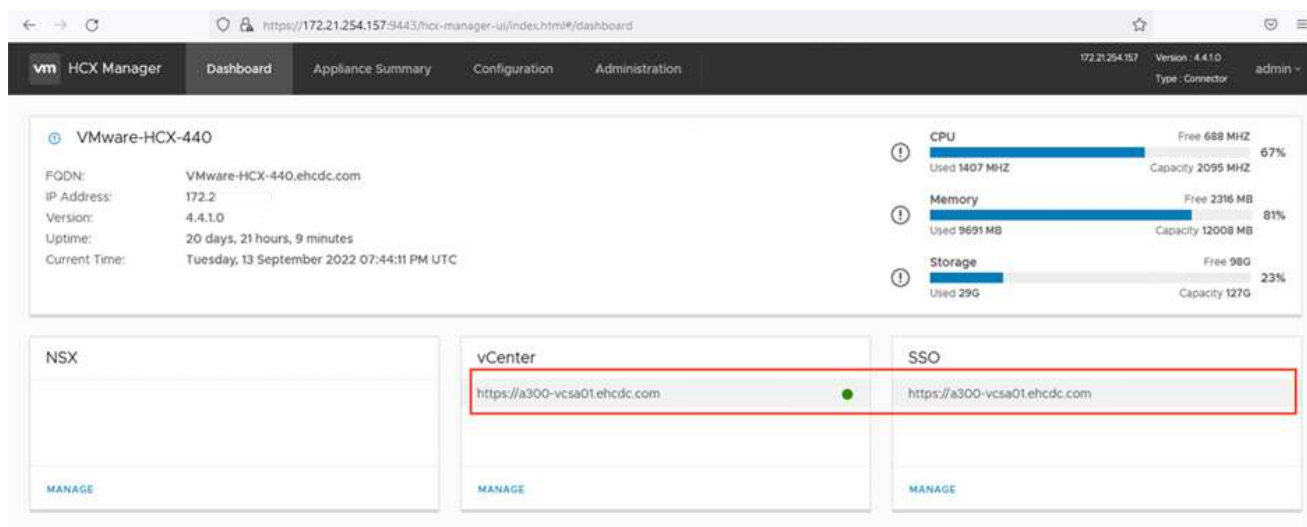 https://172.21.254.157:9443/hcx-manager-ui/index.html#/dashboard
vm HCX Manager Dashboard Appliance Summary Configuration Administration 172.21.254.157 Version : 4.4.1.0 admin
Type : Connector
VMware-HCX-440
FQDN: VMware-HCX-440.ehcdc.com
IP Address: 172.2
Version: 4.4.1.0
Uptime: 20 days, 21 hours, 9 minutes
Current Time: Tuesday, 13 September 2022 07:44:11 PM UTC
CPU Free 688 MHZ
67%
Used 1407 MHZ Capacity 2095 MHZ
Memory Free 2316 MB
81%
Used 9691 MB Capacity 12008 MB
Storage Free 98G
23%
Used 29G Capacity 127G
NSX
MANAGE
vCenter
https://a300-vcsa01.ehcdc.com
MANAGE
SSO
https://a300-vcsa01.ehcdc.com
MANAGE